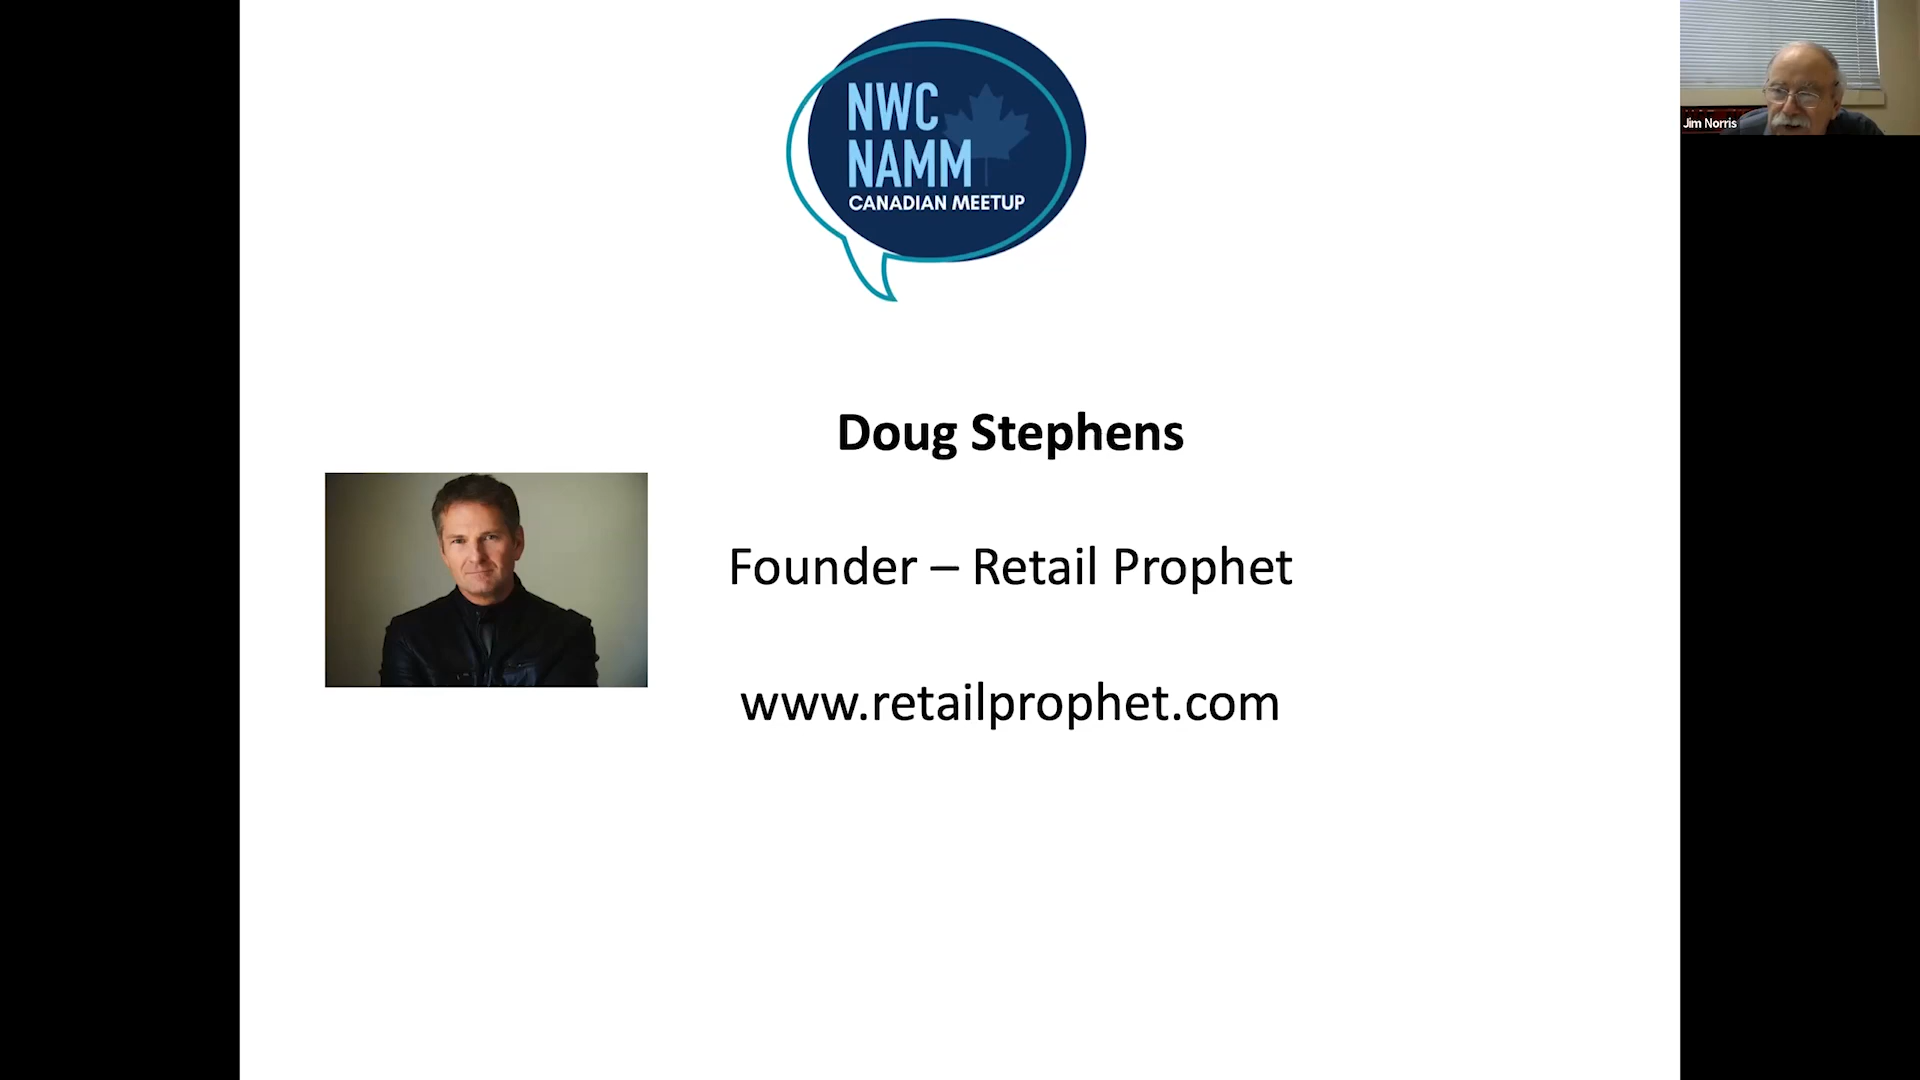 NWC
NAMM
CANADIAN MEETUP
Jim Norris
Doug Stephens
Founder – Retail Prophet
www.retailprophet.com